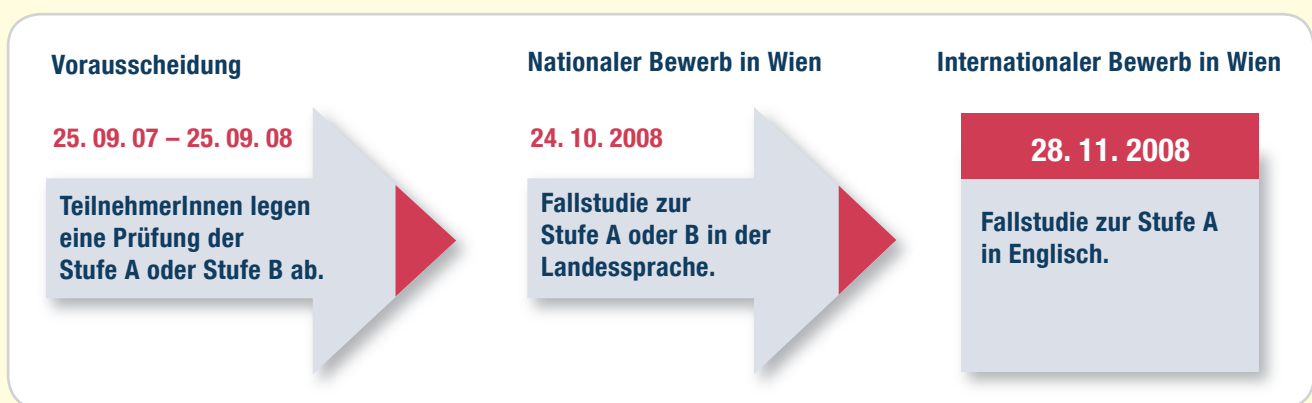 Vorausscheidung
25. 09. 07 – 25. 09. 08
TeilnehmerInnen legen
eine Prüfung der
Stufe A oder Stufe B ab.
Nationaler Bewerb in Wien
24. 10. 2008
Fallstudie zur
Stufe A oder B in der
Landessprache.
Internationaler Bewerb in Wien
28. 11. 2008
Fallstudie zur Stufe A
in Englisch.